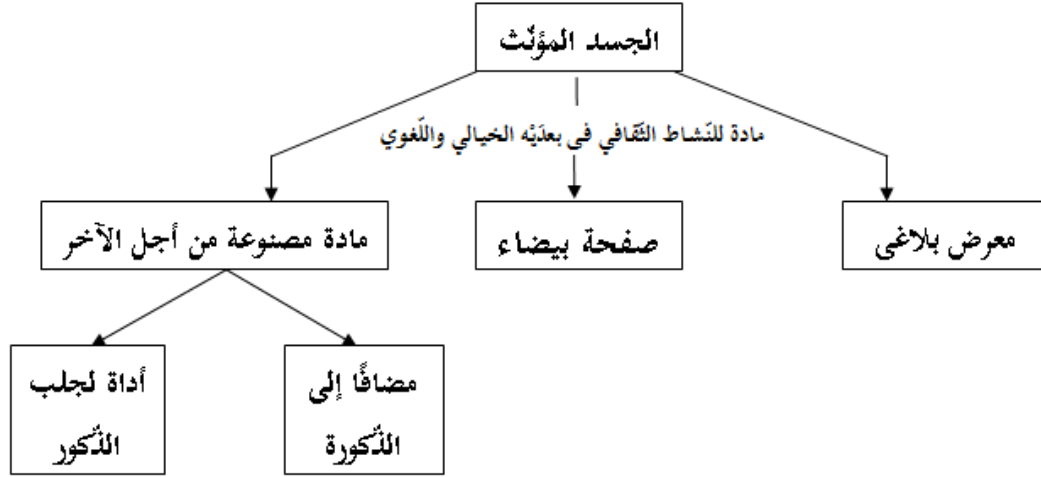 الجسد المؤنّث
مادة للنّشاط الثّقافي في بعدَيْه الخيالي واللّغوي
معرض بلاغى
صفحة بيضاء
مادة مصنوعة من أجل الآخر
مضافًا إلى
الذّكورة
أداة لجلب
الذّكور